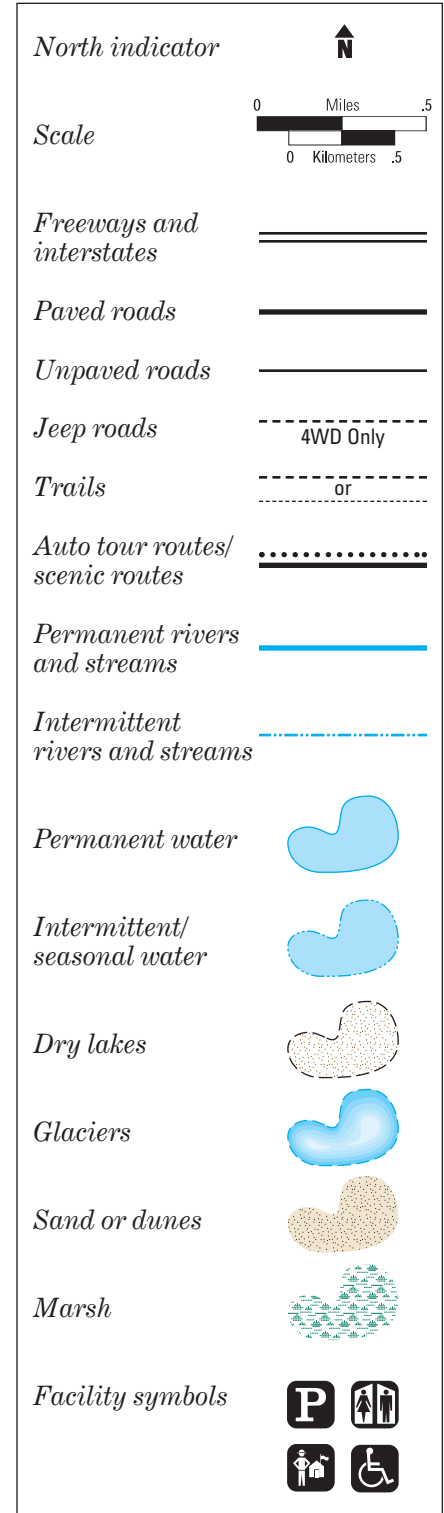 North indicator
N
0 Miles .5
Scale
0 Kilometers .5
Freeways and
interstates
Paved roads
Unpaved roads
Jeep roads
4WD Only
Trails
or
Auto tour routes/
scenic routes
Permanent rivers
and streams
Intermittent
rivers and streams
Permanent water
Intermittent/
seasonal water
Dry lakes
Glaciers
Sand or dunes
Marsh
Facility symbols
P